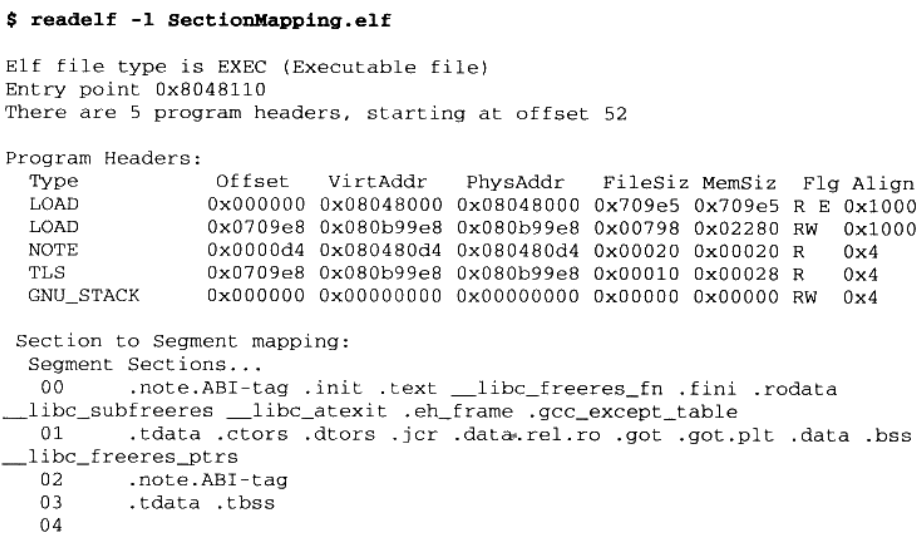 $ readelf -l SectionMapping.elf
Elf file type is EXEC (Executable file)
Entry point 0x8048110
There are 5 program headers, starting at offset 52
Program Headers:
Type Offset VirtAddr PhysAddr FileSiz MemSiz Flg Align
LOAD 0x000000 0x08048000 0x08048000 0x709e5 0x709e5 R E 0x1000
LOAD 0x0709e8 0x080b99e8 0x080b99e8 0x00798 0x02280 RW 0x1000
NOTE 0x0000d4 0x080480d4 0x080480d4 0x00020 0x00020 R 0x4
TLS 0x0709e8 0x080b99e8 0x080b99e8 0x00010 0x00028 R 0x4
GNU_STACK 0x000000 0x00000000 0x00000000 0x00000 0x00000 RW 0x4
Section to Segment mapping:
Segment Sections...
00 .note.ABI-tag .init .text __libc_freeres_fn .fini .rodata
__libc_subfreeres __libc_atexit .eh_frame .gcc_except_table
01 .tdata .ctors .dtors .jcr .data.rel.ro .got .got.plt .data .bss
__libc_freeres_ptrs
02 .note.ABI-tag
03 .tdata .tbss
04